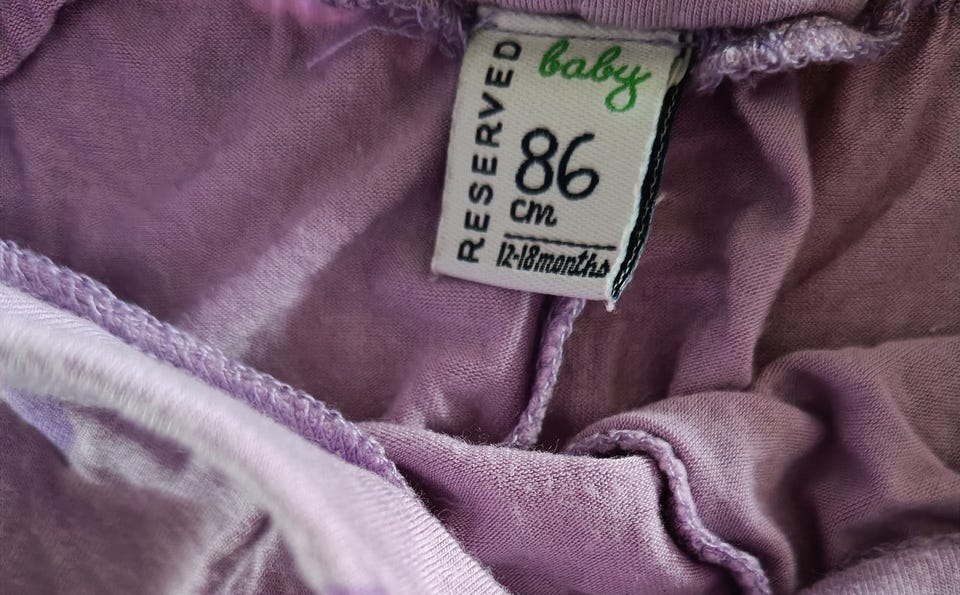 RESERVED
baby
86
cm
12-18months